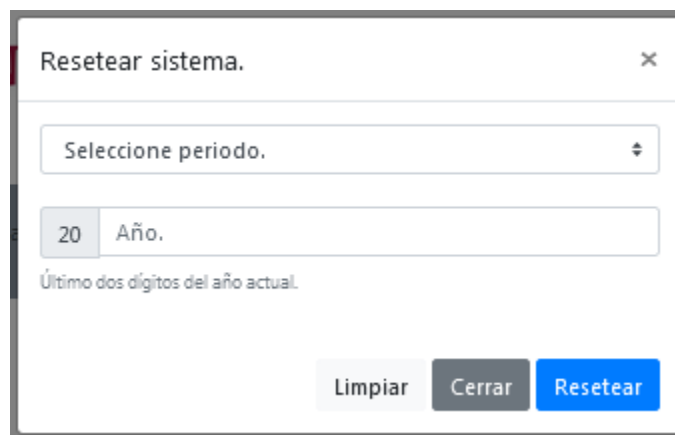 Resetear sistema.
×
Seleccione periodo.
20 Año.
Último dos dígitos del año actual.
Limpiar Cerrar Resetear